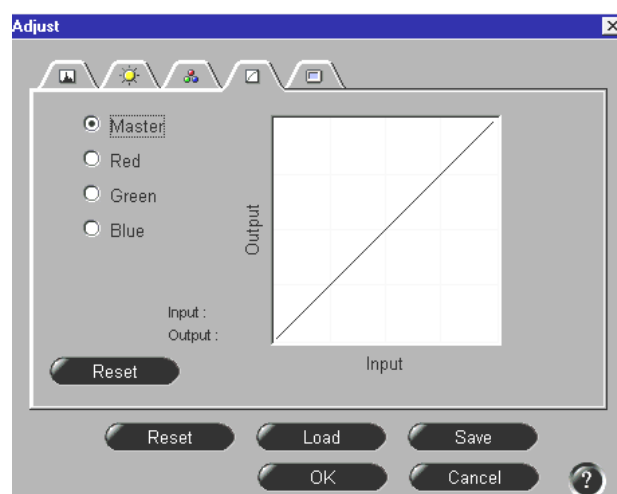 Adjust
Master
Red
Green
Blue
Output
Input :
Output :
Input
Reset
Reset
Load
Save
OK
Cancel
?